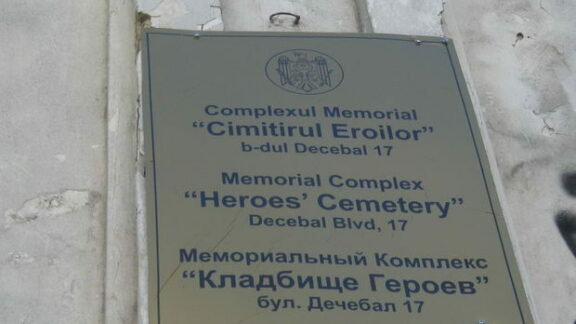 Complexul Memorial
“Cimitirul Eroilor”
b-dul Decebal 17
Memorial Complex
“Heroes’ Cemetery”
Decebal Blvd, 17
Мемориальный Комплекс
“Кладбище Героев”
бул. Дечебал 17